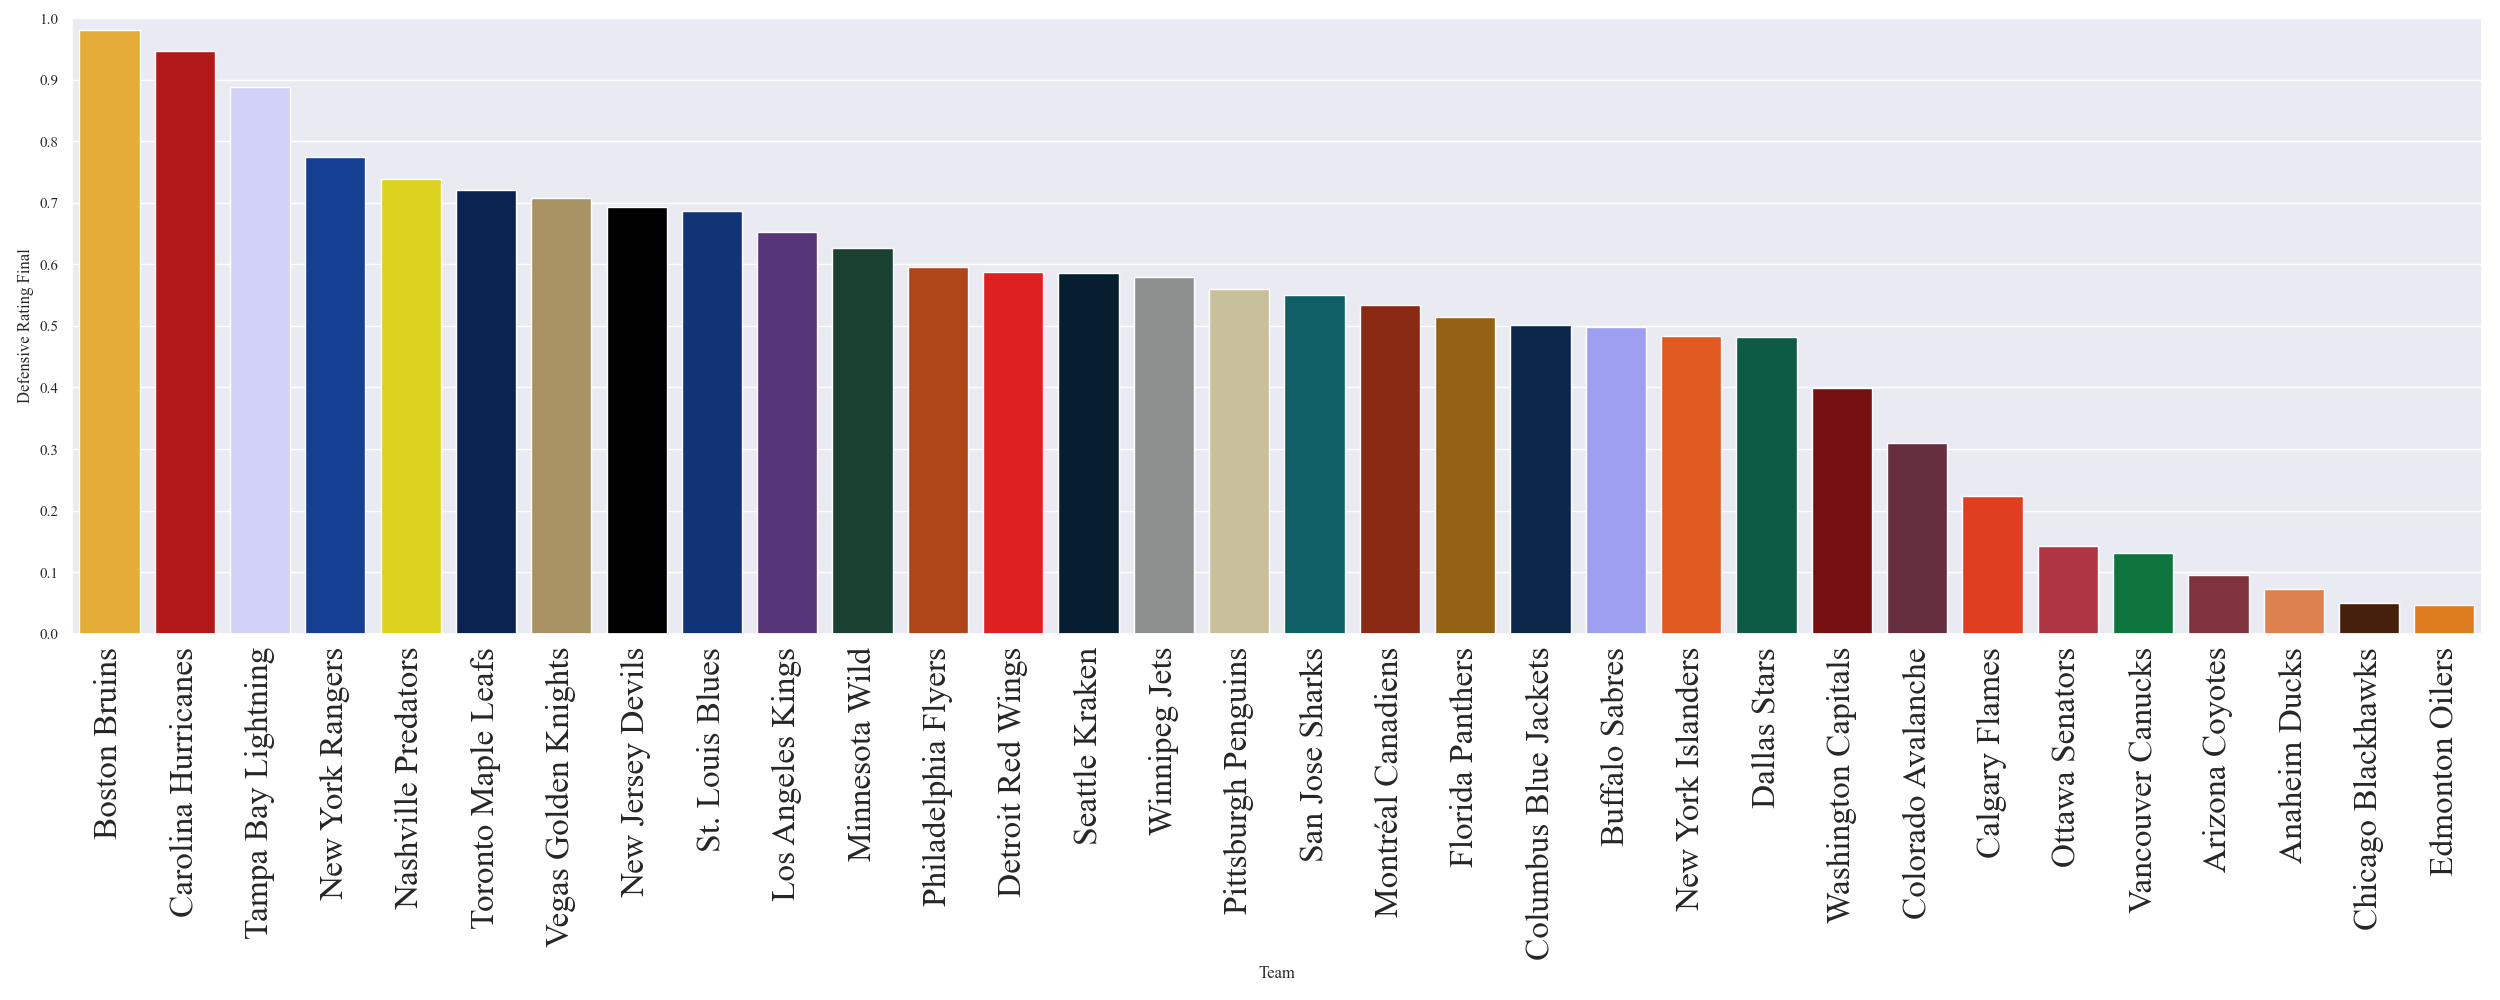 1.0
0.9
0.8
0.7
0.6
0.5
0.4
0.3
0.2
0.1
0.0
Defensive Rating Final
Boston Bruins
Carolina Hurricanes
Tampa Bay Lightning
New York Rangers
Nashville Predators
Toronto Maple Leafs
Vegas Golden Knights
New Jersey Devils
St. Louis Blues
Los Angeles Kings
Minnesota Wild
Philadelphia Flyers
Detroit Red Wings
Seattle Kraken
Winnipeg Jets
Pittsburgh Penguins
San Jose Sharks
Montreal Canadiens
Florida Panthers
Columbus Blue Jackets
Buffalo Sabres
New York Islanders
Dallas Stars
Washington Capitals
Colorado Avalanche
Calgary Flames
Ottawa Senators
Vancouver Canucks
Arizona Coyotes
Anaheim Ducks
Chicago Blackhawks
Edmonton Oilers
Team